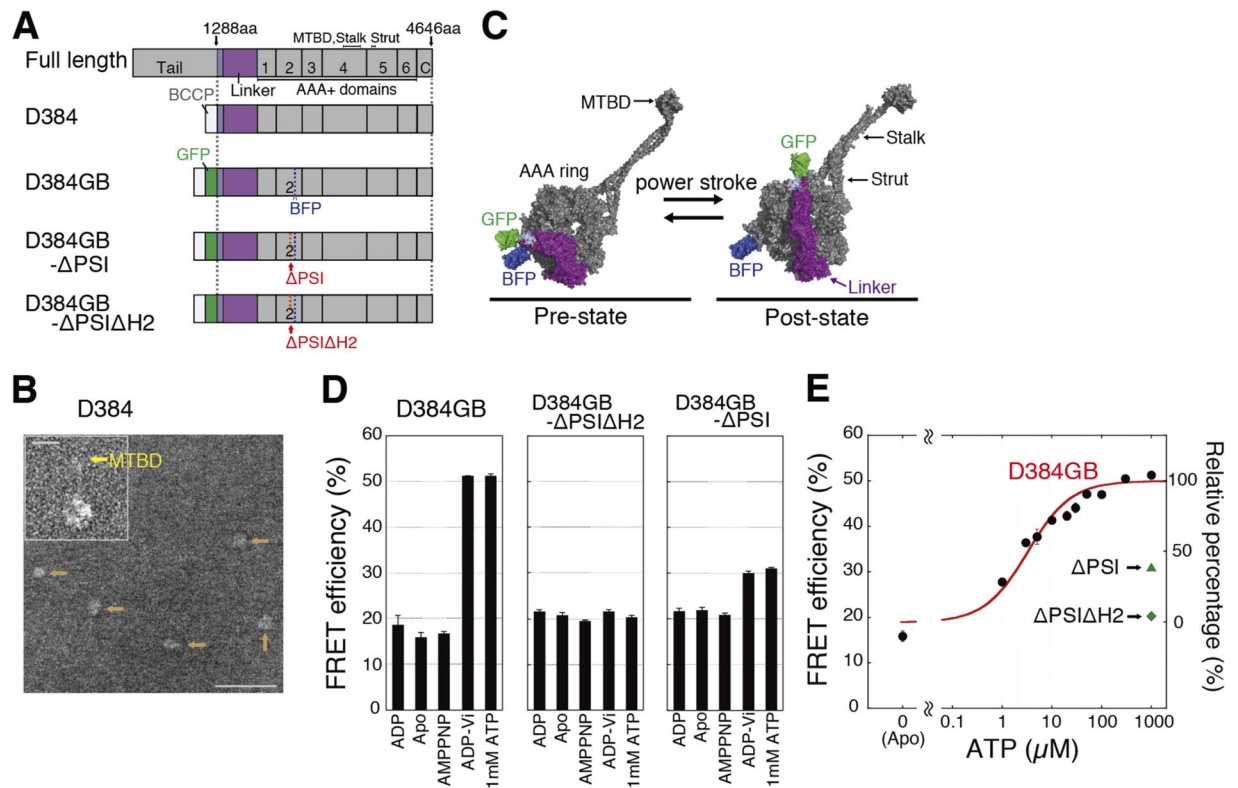 A
1288aa
4646aa
MTBD,Stalk Strut
Full length
Tail
1
2
3
4
5
6
C
BCCP
Linker
AAA+ domains
D384
GFP
D384GB
2
BFP
D384GB
-ΔPSI
2
ΔPSI
D384GB
-ΔPSIΔH2
2
ΔPSIΔH2
C
MTBD
AAA ring
GFP
BFP
power stroke
GFP
Stalk
Strut
BFP
Linker
Pre-state
Post-state
B
D384
MTBD
D
D384GB
D384GB
-ΔPSIΔH2
D384GB
-ΔPSI
FRET efficiency (%)
60
50
40
30
20
10
0
ADP
Apo
AMPPNP
ADP-Vi
1mM ATP
ADP
Apo
AMPPNP
ADP-Vi
1mM ATP
ADP
Apo
AMPPNP
ADP-Vi
1mM ATP
E
FRET efficiency (%)
60
50
40
30
20
10
0
D384GB
ΔPSI
ΔPSIΔH2
100
50
0
Relative percentage (%)
0
(Apo)
0.1
1
10
100
1000
ATP (μM)